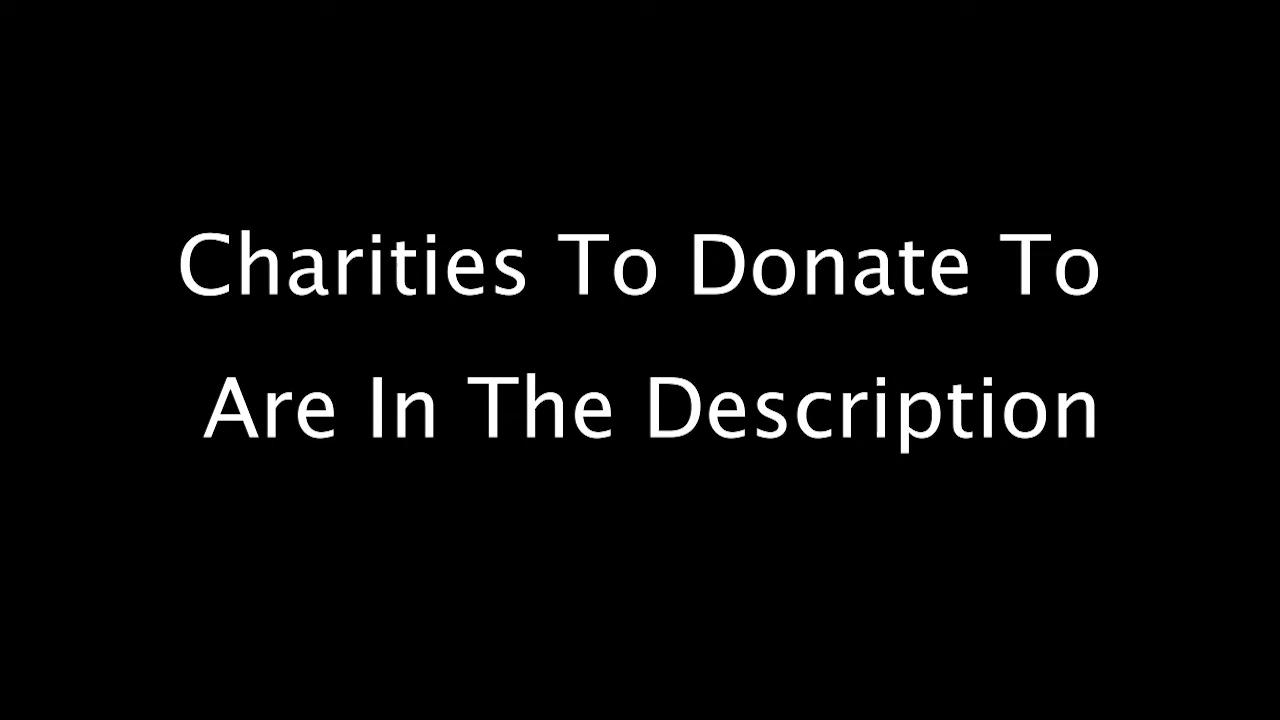 Charities To Donate To
Are In The Description